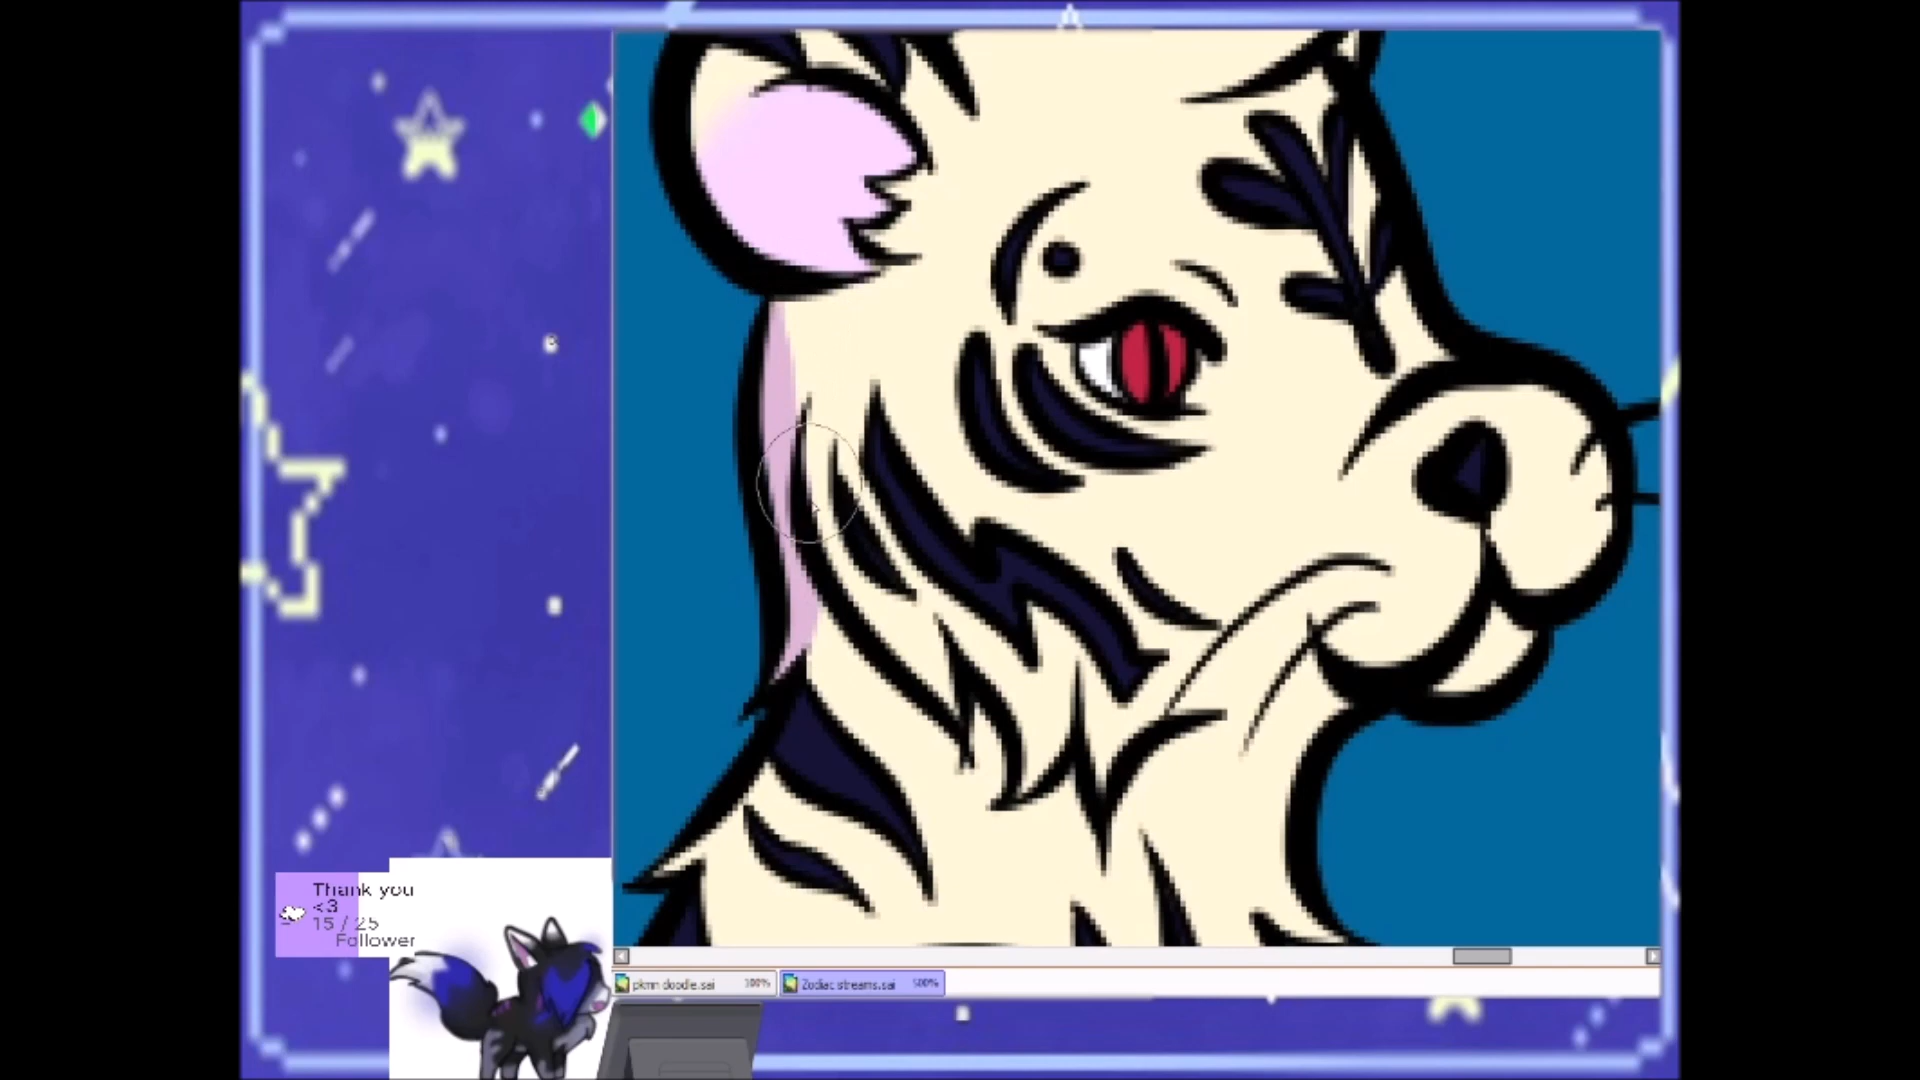 Thank you
<3
15 / 25
Follower
pkmn doodle.sai 100%
Zodiac streams.sai 500%